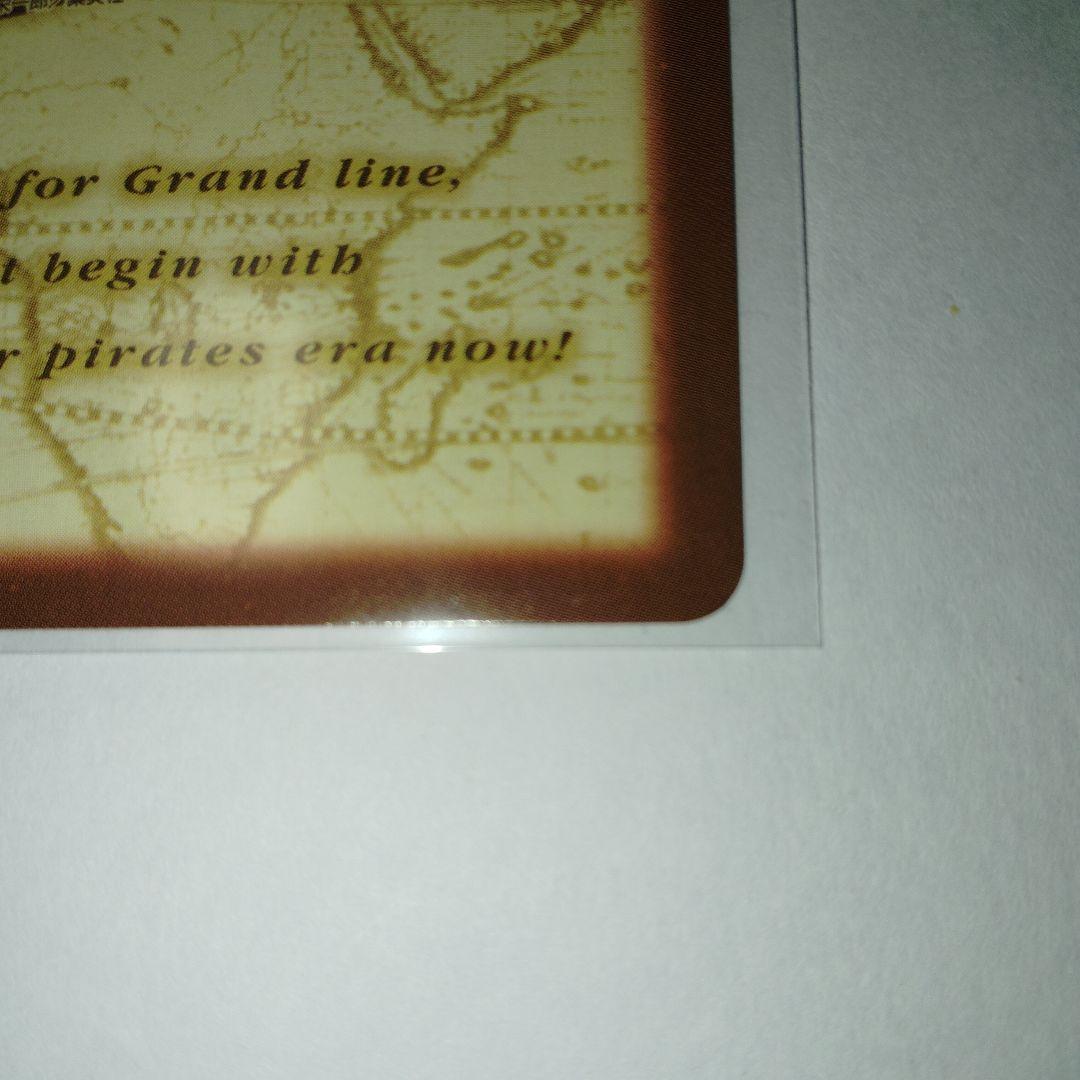 for Grand line,
begin with
pirates era now!